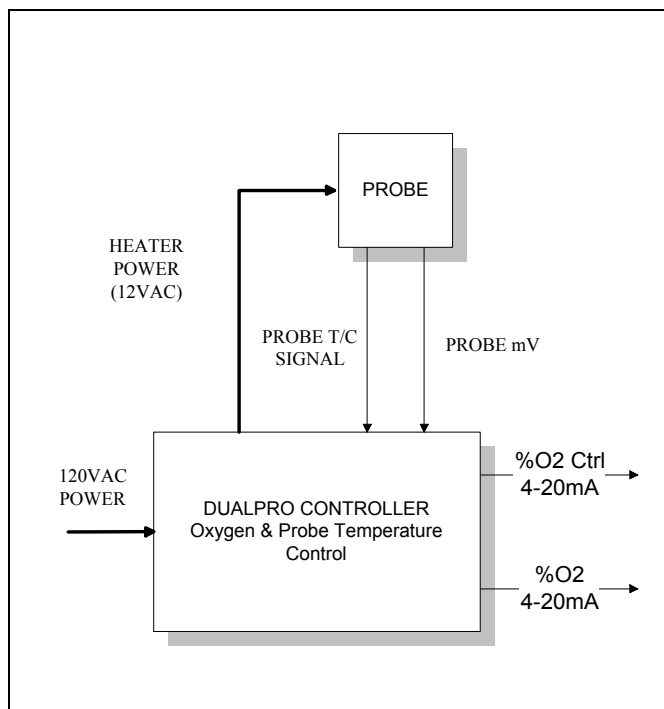 PROBE
HEATER
POWER
(12VAC)
PROBE T/C
SIGNAL
PROBE mV
120VAC
POWER
DUALPRO CONTROLLER
Oxygen & Probe Temperature
Control
%O2 Ctrl
4-20mA
%O2
4-20mA